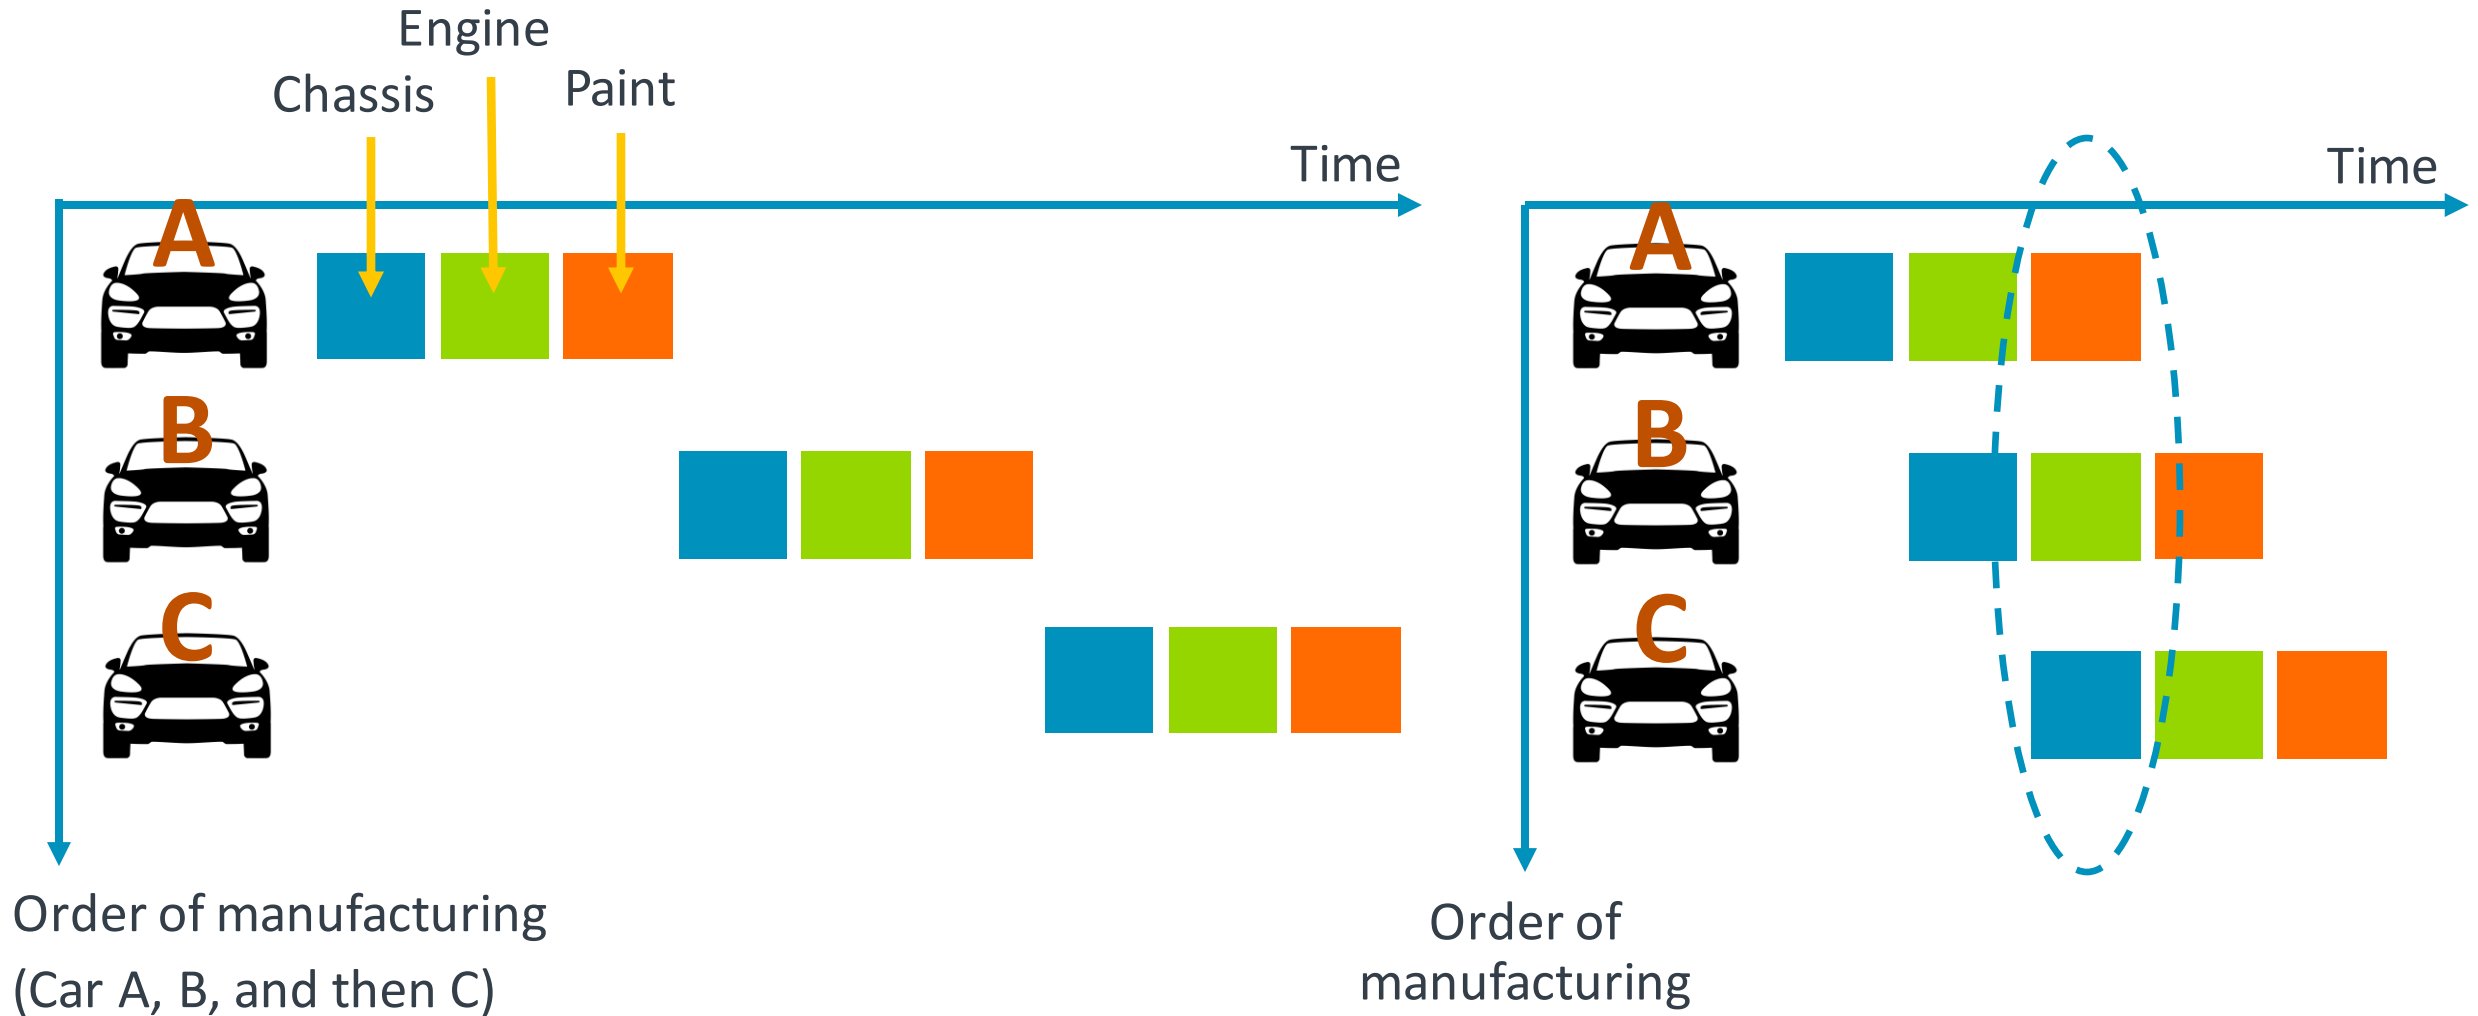 Engine
Chassis
Paint
Time
A
B
C
Order of manufacturing
(Car A, B, and then C)
Time
A
B
C
Order of
manufacturing